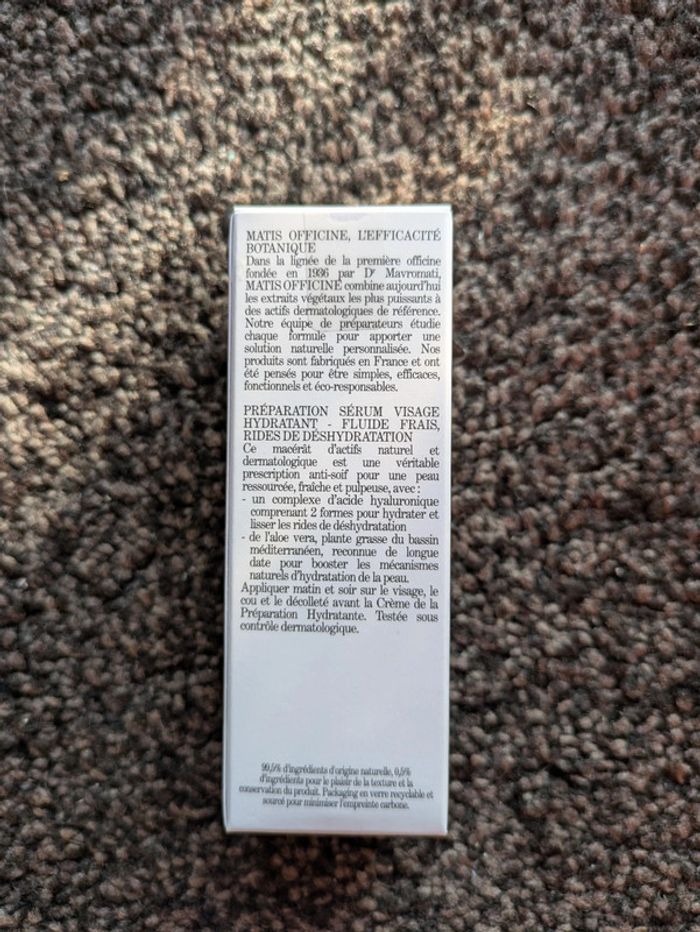 MATIS OFFICINE, L'EFFICACITÉ
BOTANIQUE
Dans la lignée de la première officine
fondée en 1936 par Dr Mavromati,
MATIS OFFICINE combine aujourd'hui
les extraits végétaux les plus puissants à
des actifs dermatologiques de référence.
Notre équipe de préparateurs étudie
chaque formule pour apporter une
solution naturelle personnalisée. Nos
produits sont fabriqués en France et ont
été pensés pour être simples, efficaces,
fonctionnels et éco-responsables.
PRÉPARATION SÉRUM VISAGE
HYDRATANT - FLUIDE FRAIS,
RIDES DE DÉSHYDRATATION
Ce macérât d'actifs naturel et
dermatologique est une véritable
prescription anti-soif pour une peau
ressourcée, fraîche et pulpeuse, avec :
- un complexe d'acide hyaluronique
comprenant 2 formes pour hydrater et
lisser les rides de déshydratation
- de l'aloe vera, plante grasse du bassin
méditerranéen, reconnue de longue
date pour booster les mécanismes
naturels d'hydratation de la peau.
Appliquer matin et soir sur le visage, le
cou et le décolleté avant la Crème de la
Préparation Hydratante. Testée sous
contrôle dermatologique.
99,5% d'ingrédients d'origine naturelle, 0,5%
d'ingrédients pour le plaisir de la texture et la
conservation du produit. Packaging en verre recyclable et
sourcé pour minimiser l'empreinte carbone.